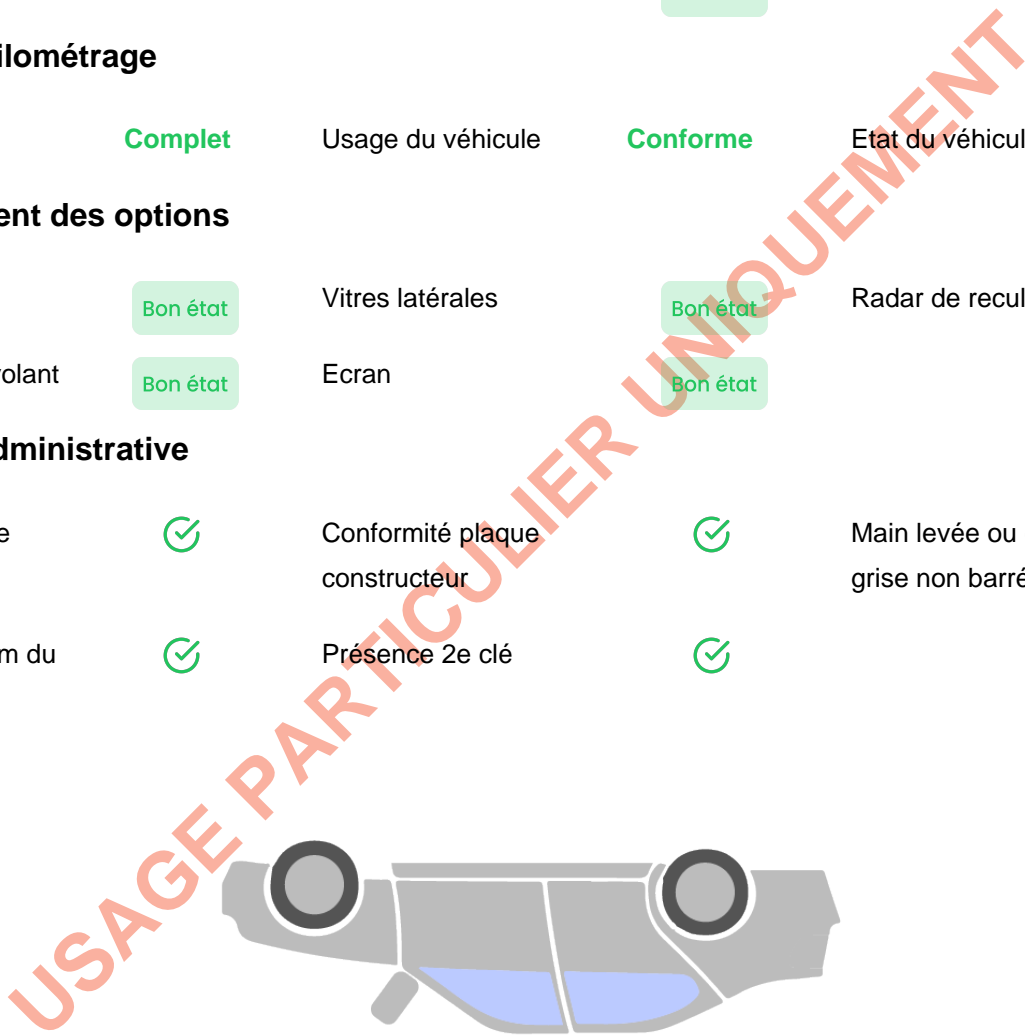 ilométrage
Complet Usage du véhicule Conforme Etat du véhicul
ent des options
Bon état Vitres latérales Bon état Radar de recul
olant Bon état Ecran Bon état
dministrative
e Conformité plaque Main levée ou
constructeur grise non barré
m du Présence 2e clé
USAGE PARTICULIER UNIQUEMENT